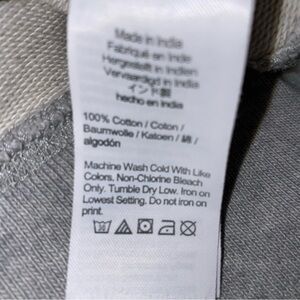 Made in India
Fabriqué en Inde
Hergestellt in Indien
Vervaardigd in India
インド製
hecho en India
100% Cotton / Coton /
Baumwolle / Katoen / 綿 /
algodón
Machine Wash Cold With Like
Colors. Non-Chlorine Bleach
Only. Tumble Dry Low. Iron on
Lowest Setting. Do not iron on
print.